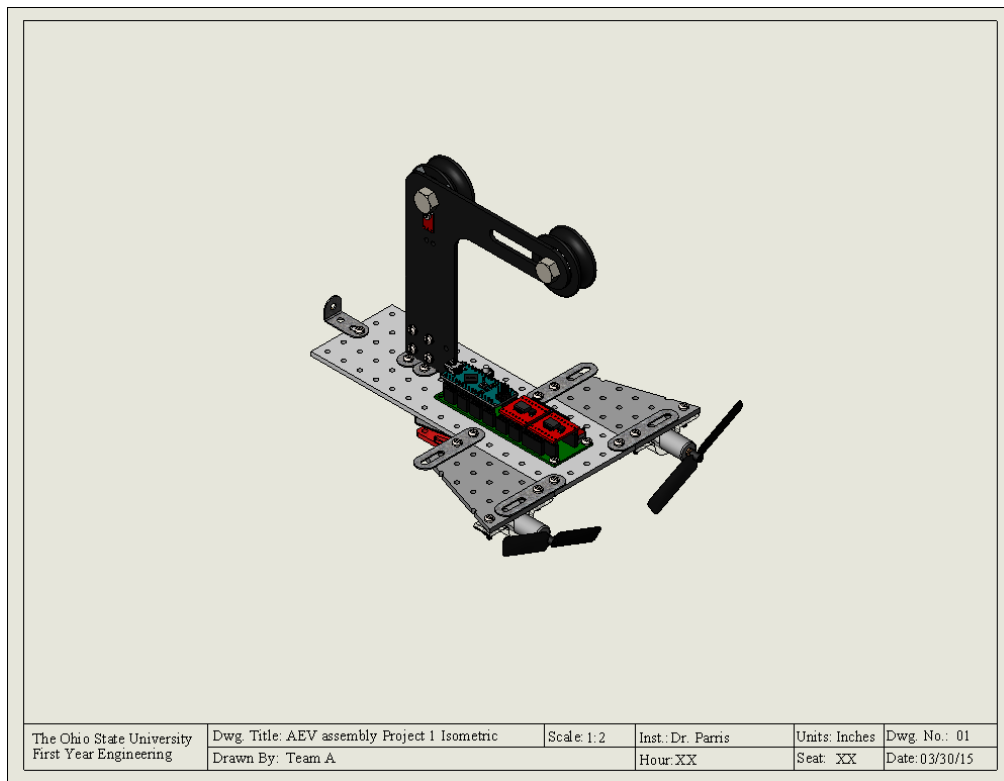 The Ohio State University
First Year Engineering
Dwg. Title: AEV assembly Project 1 Isometric
Scale: 1:2
Inst.: Dr. Parris
Units: Inches
Dwg. No.: 01
Drawn By: Team A
Hour: XX
Seat: XX
Date: 03/30/15